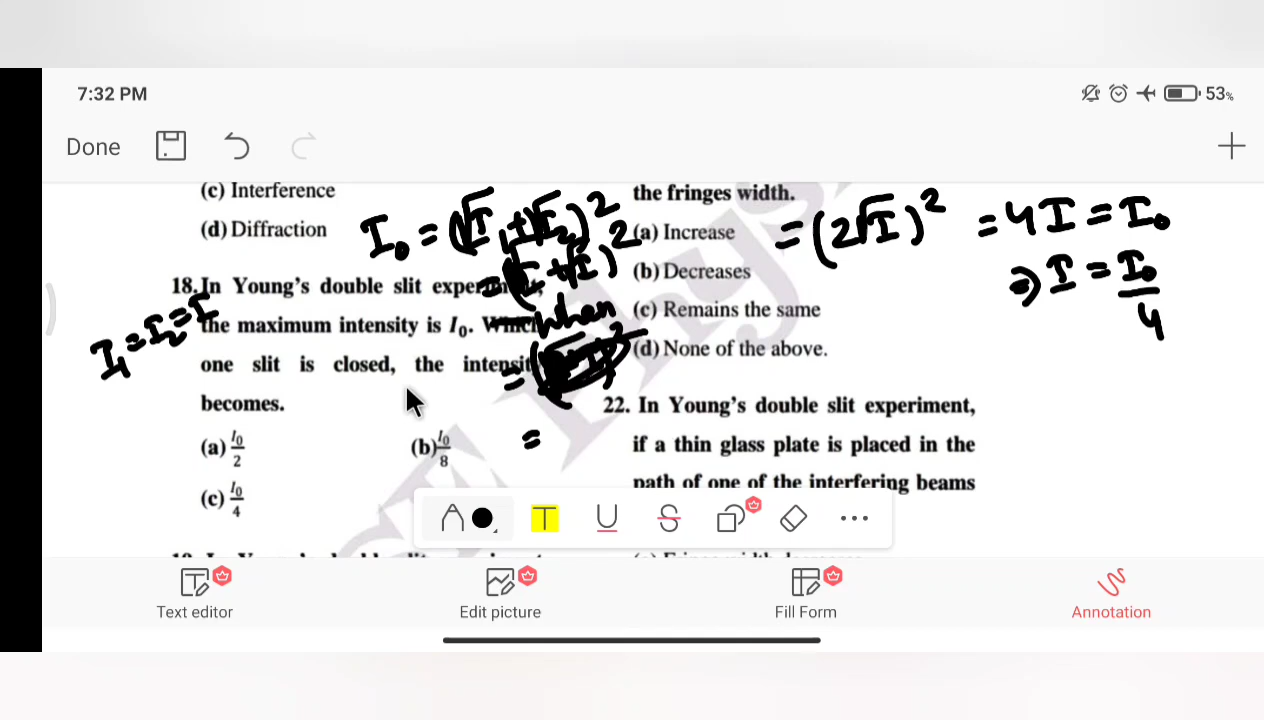 7:32 PM
53%
Done
(c) Interference
(d) Diffraction
I₀ = (√I₁ + √I₂)²
18. In Young's double slit experiment,
the maximum intensity is I₀. Which when
one slit is closed, the intensit
becomes.
I₁ = I₂ = I
(a) I₀/2
(b) I₀/8
(c) I₀/4
the fringes width.
(a) Increase
(b) Decreases
(c) Remains the same
(d) None of the above.
= (2√I)² = 4I = I₀
⇒ I = I₀/4
22. In Young's double slit experiment,
if a thin glass plate is placed in the
path of one of the interfering beams
T
U
S
Text editor
Edit picture
Fill Form
Annotation